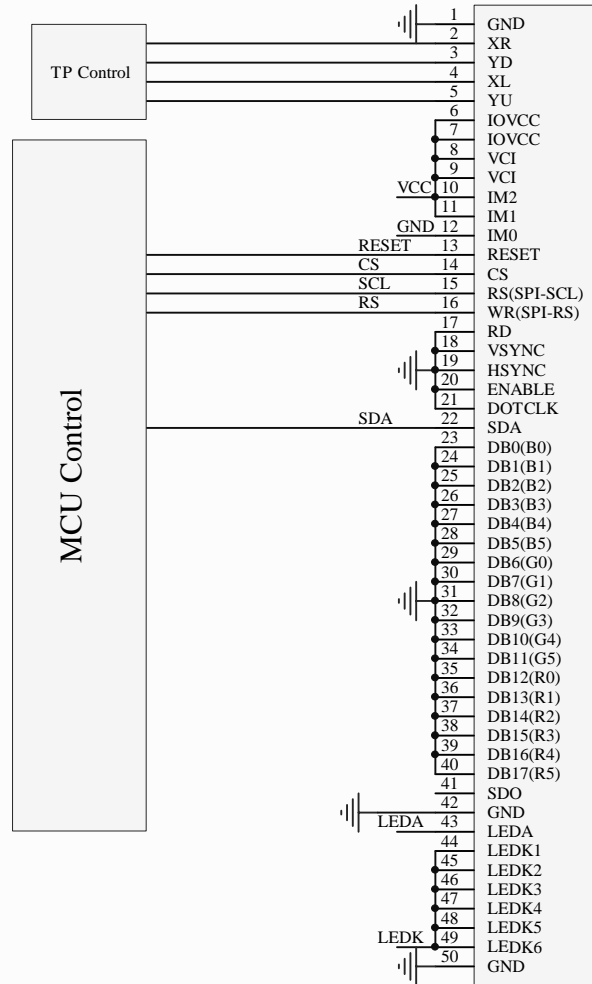 1 GND
2 XR
TP Control
3 YD
4 XL
5 YU
6 IOVCC
7 IOVCC
8 VCI
9 VCI
VCC 10 IM2
11 IM1
GND 12 IM0
RESET 13 RESET
CS 14 CS
SCL 15 RS(SPI-SCL)
RS 16 WR(SPI-RS)
17 RD
18 VSYNC
19 HSYNC
20 ENABLE
21 DOTCLK
MCU Control
SDA 22 SDA
23 DB0(B0)
24 DB1(B1)
25 DB2(B2)
26 DB3(B3)
27 DB4(B4)
28 DB5(B5)
29 DB6(G0)
30 DB7(G1)
31 DB8(G2)
32 DB9(G3)
33 DB10(G4)
34 DB11(G5)
35 DB12(R0)
36 DB13(R1)
37 DB14(R2)
38 DB15(R3)
39 DB16(R4)
40 DB17(R5)
41 SDO
42 GND
LEDA 43 LEDA
44 LEDK1
45 LEDK2
46 LEDK3
47 LEDK4
48 LEDK5
LEDK 49 LEDK6
50 GND